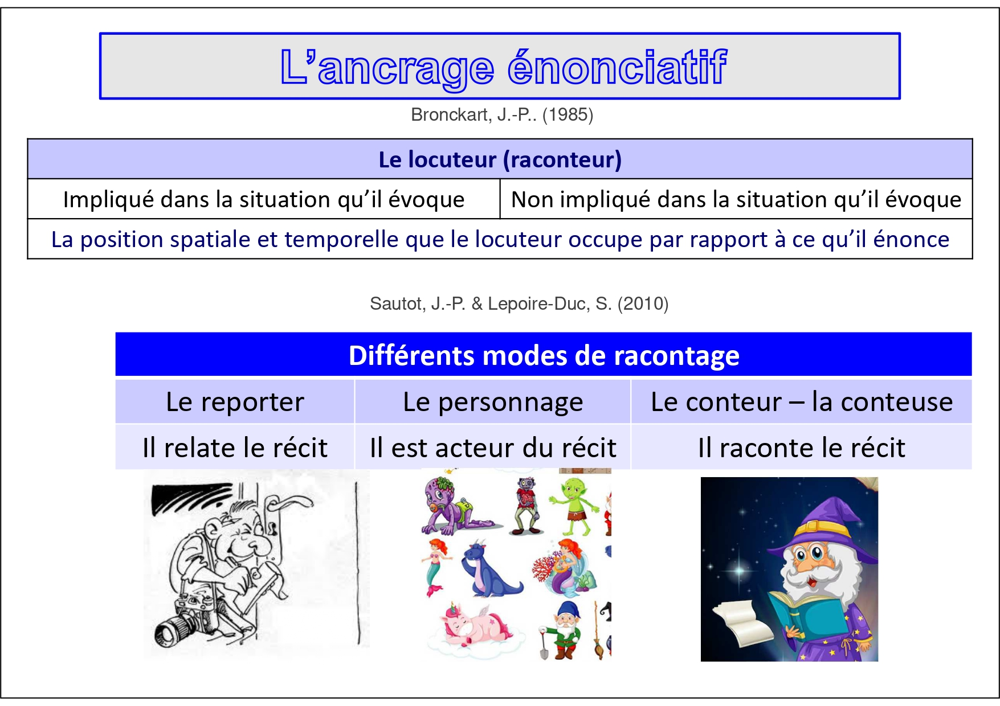 L’ancrage énonciatif
Bronckart, J.-P.. (1985)
Le locuteur (raconteur)
Impliqué dans la situation qu’il évoque
Non impliqué dans la situation qu’il évoque
La position spatiale et temporelle que le locuteur occupe par rapport à ce qu’il énonce
Sautot, J.-P. & Lepoire-Duc, S. (2010)
Différents modes de racontage
Le reporter
Le personnage
Le conteur – la conteuse
Il relate le récit
Il est acteur du récit
Il raconte le récit